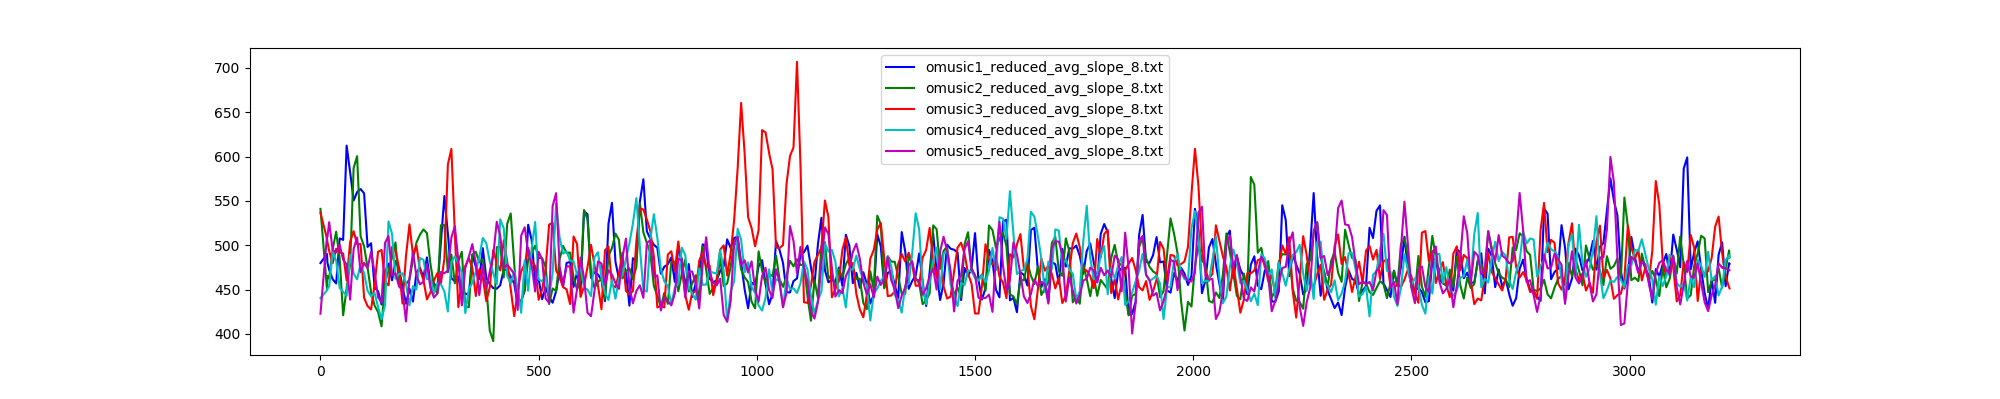 700
650
600
550
500
450
400
omusic1_reduced_avg_slope_8.txt
omusic2_reduced_avg_slope_8.txt
omusic3_reduced_avg_slope_8.txt
omusic4_reduced_avg_slope_8.txt
omusic5_reduced_avg_slope_8.txt
0 500 1000 1500 2000 2500 3000